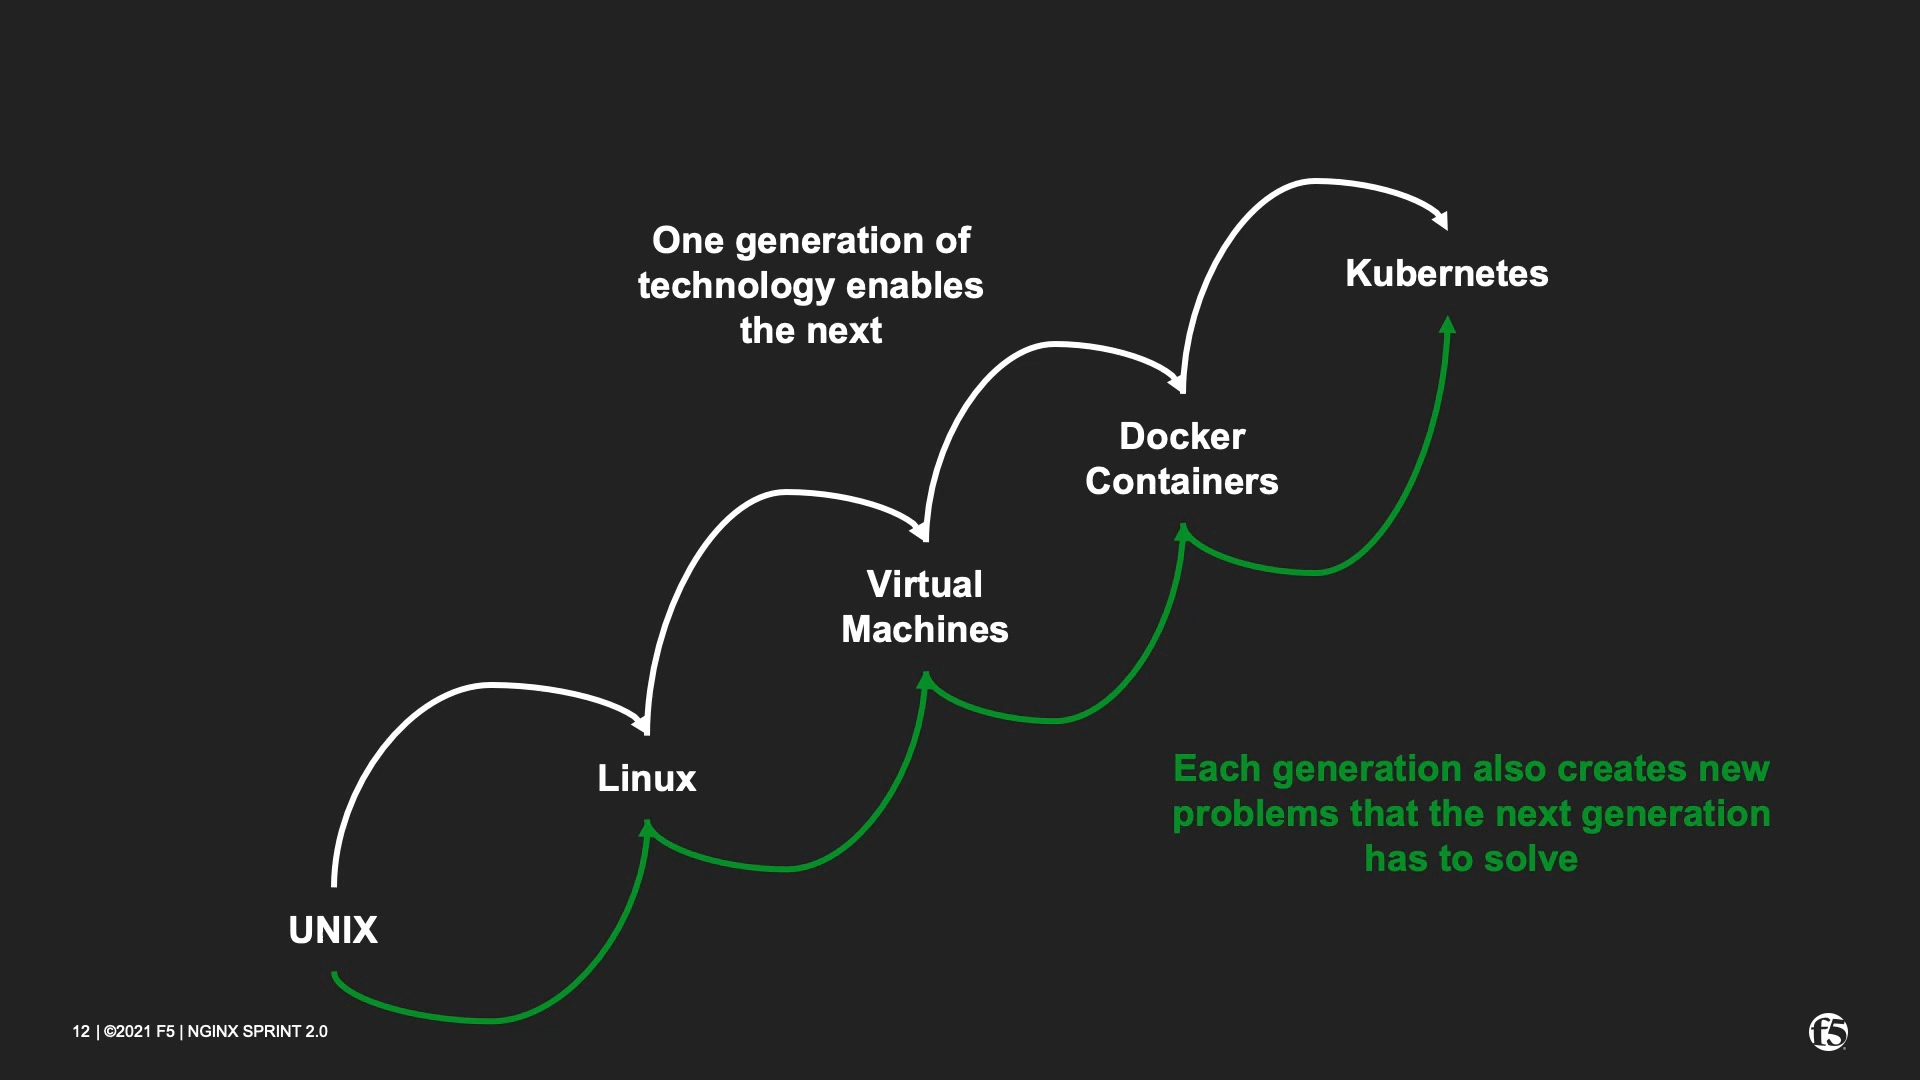 One generation of
technology enables
the next
Kubernetes
Docker
Containers
Virtual
Machines
Linux
UNIX
Each generation also creates new
problems that the next generation
has to solve
12 | ©2021 F5 | NGINX SPRINT 2.0
f5